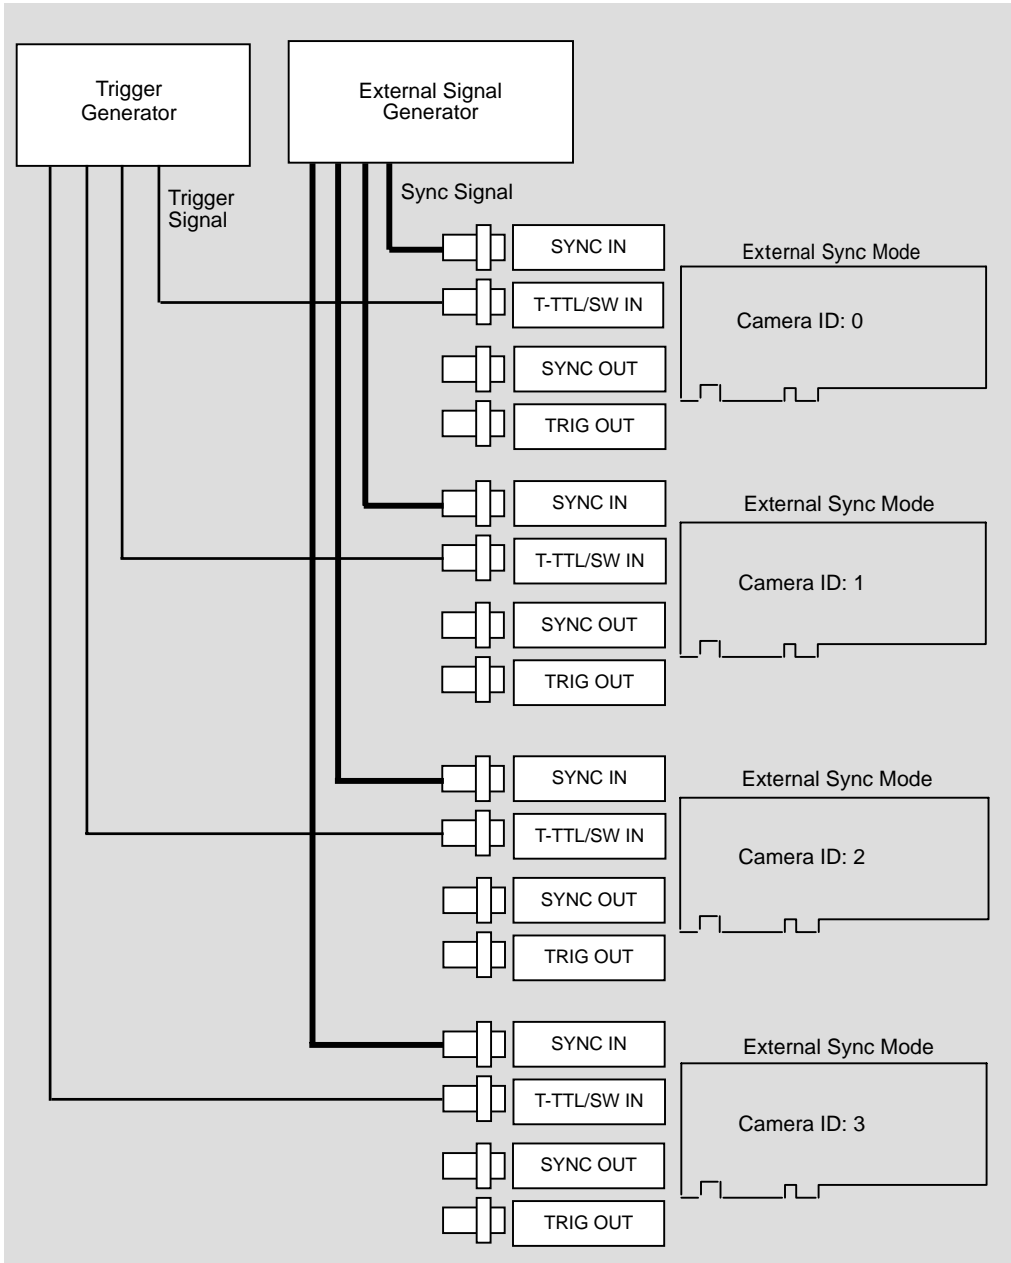 Trigger
Generator
External Signal
Generator
Trigger
Signal
Sync Signal
SYNC IN
External Sync Mode
T-TTL/SW IN
Camera ID: 0
SYNC OUT
TRIG OUT
SYNC IN
External Sync Mode
T-TTL/SW IN
Camera ID: 1
SYNC OUT
TRIG OUT
SYNC IN
External Sync Mode
T-TTL/SW IN
Camera ID: 2
SYNC OUT
TRIG OUT
SYNC IN
External Sync Mode
T-TTL/SW IN
Camera ID: 3
SYNC OUT
TRIG OUT